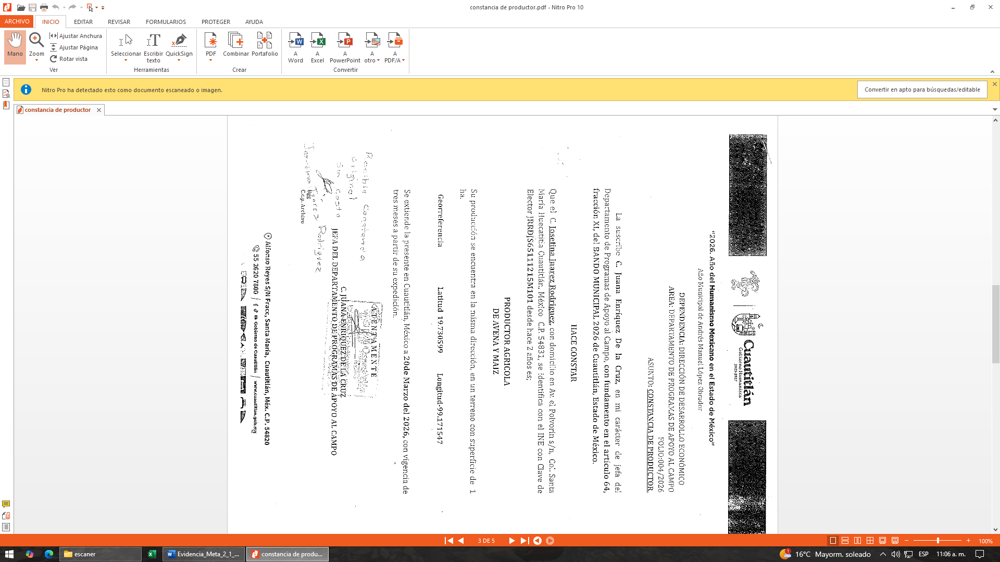 constancia de productor.pdf - Nitro Pro 10
ARCHIVO
INICIO
EDITAR
REVISAR
FORMULARIOS
PROTEGER
AYUDA
Mano
Zoom
Ajustar Anchura
Ajustar Página
Rotar vista
Ver
Seleccionar
Escribir texto
QuickSign
Herramientas
PDF
Combinar
Portafolio
Crear
A Word
A Excel
A PowerPoint
A otro
A PDF/A
Convertir
Nitro Pro ha detectado esto como documento escaneado o imagen.
Convertir en apto para búsquedas/editable
constancia de productor
Cuautitlán
Gobierno Humanista
2025-2027
"2026. Año del Humanismo Mexicano en el Estado de México"
Año Municipal de Andrés Manuel López Obrador
DEPENDENCIA: DIRECCIÓN DE DESARROLLO ECONÓMICO
AREA: DEPARTAMENTO DE PROGRAMAS DE APOYO AL CAMPO
FOLIO:004/2026
ASUNTO: CONSTANCIA DE PRODUCTOR
La suscribe C. Juana Enríquez De la Cruz, en mi carácter de jefa del
Departamento de Programas de Apoyo al Campo, con fundamento en el artículo 64,
fracción XI, del BANDO MUNICIPAL 2026 de Cuautitlán, Estado de México.
HACE CONSTAR
Que el C. Josefina Juarez Rodriguez, con domicilio en Av. el Polvorin s/n, Col. Santa
María Huecatitla Cuautitlán, México C.P. 54831, se identifica con el INE con Clave de
Elector JRRDJS65111215M101 desde hace 2 años es;
PRODUCTOR AGRICOLA
DE AVENA Y MAIZ
Su producción se encuentra en la misma dirección, en un terreno con superficie de 1
ha.
Georreferencia Latitud 19.730599 Longitud-99.171547
Se extiende la presente en Cuautitlán, México a 20de Marzo del 2026, con vigencia de
tres meses a partir de su expedición.
ATENTAMENTE
C. JUANA ENRIQUEZ DE LA CRUZ
JEFA DEL DEPARTAMENTO DE PROGRAMAS DE APOYO AL CAMPO
Recibio Constancia
original
Sin Costo
Josefina Juarez Rodriguez
C.c.p. Archivo
Alfonso Reyes S/N Fracc, Santa María, Cuautitlán, Méx. C.P. 54820
55 2620 7800 Gobierno de Cuautitlán www.cuautitlan.gob.mx
3 DE 5
100%
escaner
Evidencia_Meta_2_1_...
constancia de produ...
1
16°C Mayorm. soleado
ESP
11:06 a. m.